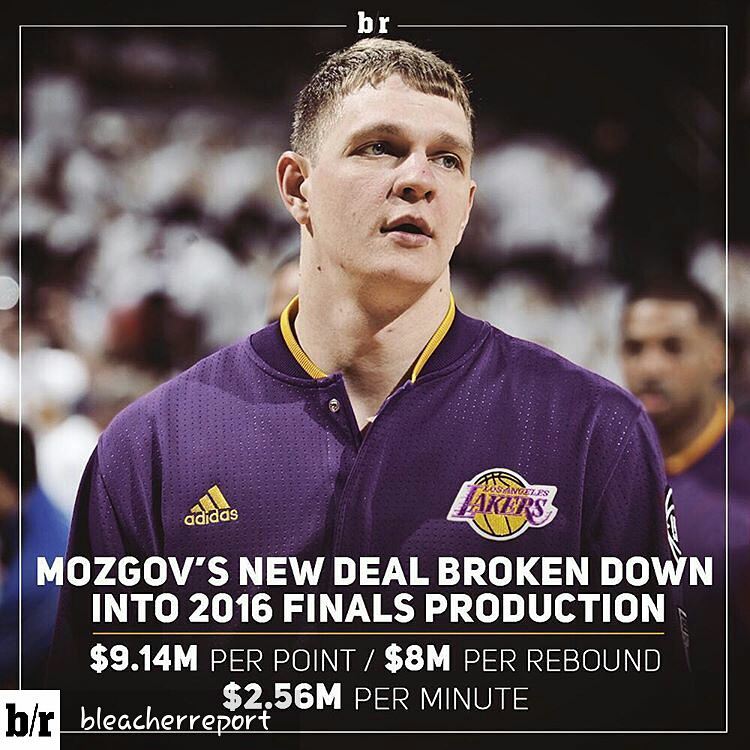 b/r
adidas
LOS ANGELES
LAKERS
MOZGOV'S NEW DEAL BROKEN DOWN
INTO 2016 FINALS PRODUCTION
$9.14M PER POINT / $8M PER REBOUND
$2.56M PER MINUTE
b/r bleacherreport